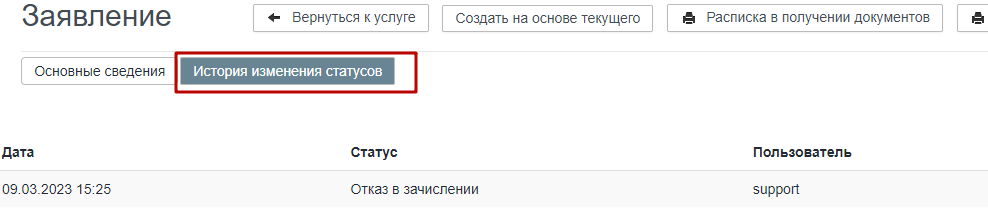 Заявление
Вернуться к услуге
Создать на основе текущего
Расписка в получении документов
Основные сведения
История изменения статусов
Дата Статус Пользователь
09.03.2023 15:25 Отказ в зачислении support